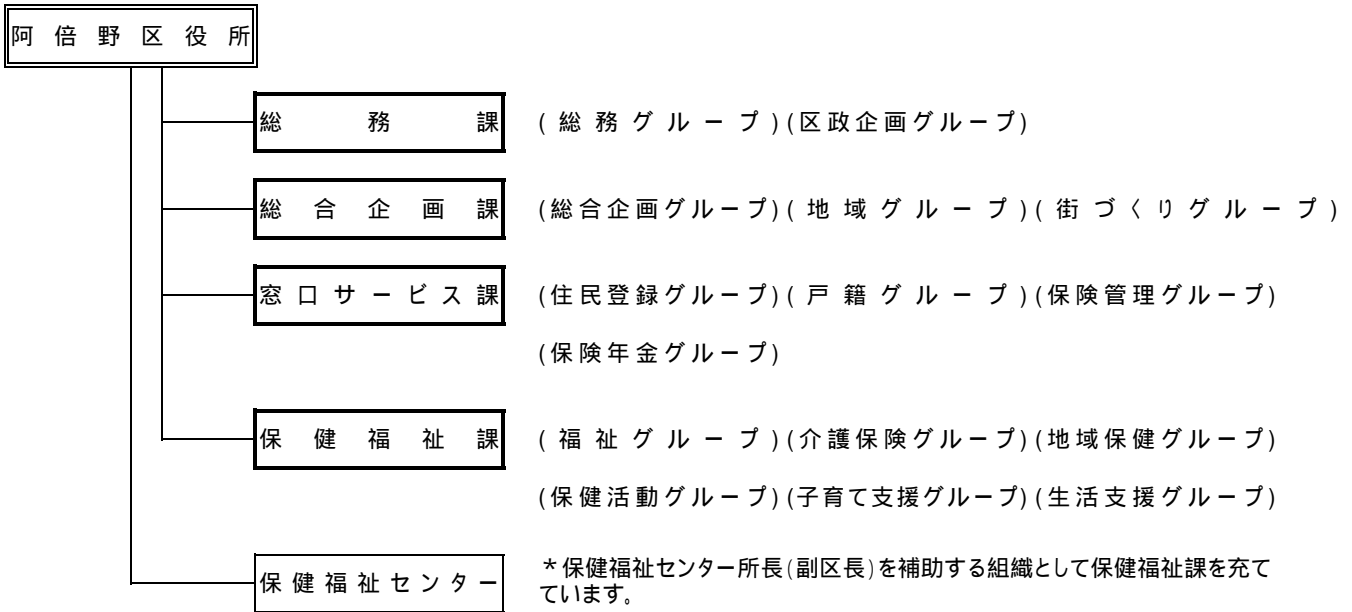 阿倍野区役所
総務課 (総務グループ)(区政企画グループ)
総合企画課 (総合企画グループ)(地域グループ)(街づくりグループ)
窓口サービス課 (住民登録グループ)(戸籍グループ)(保険管理グループ)
(保険年金グループ)
保健福祉課 (福祉グループ)(介護保険グループ)(地域保健グループ)
(保健活動グループ)(子育て支援グループ)(生活支援グループ)
保健福祉センター *保健福祉センター所長(副区長)を補助する組織として保健福祉課を充て
ています。